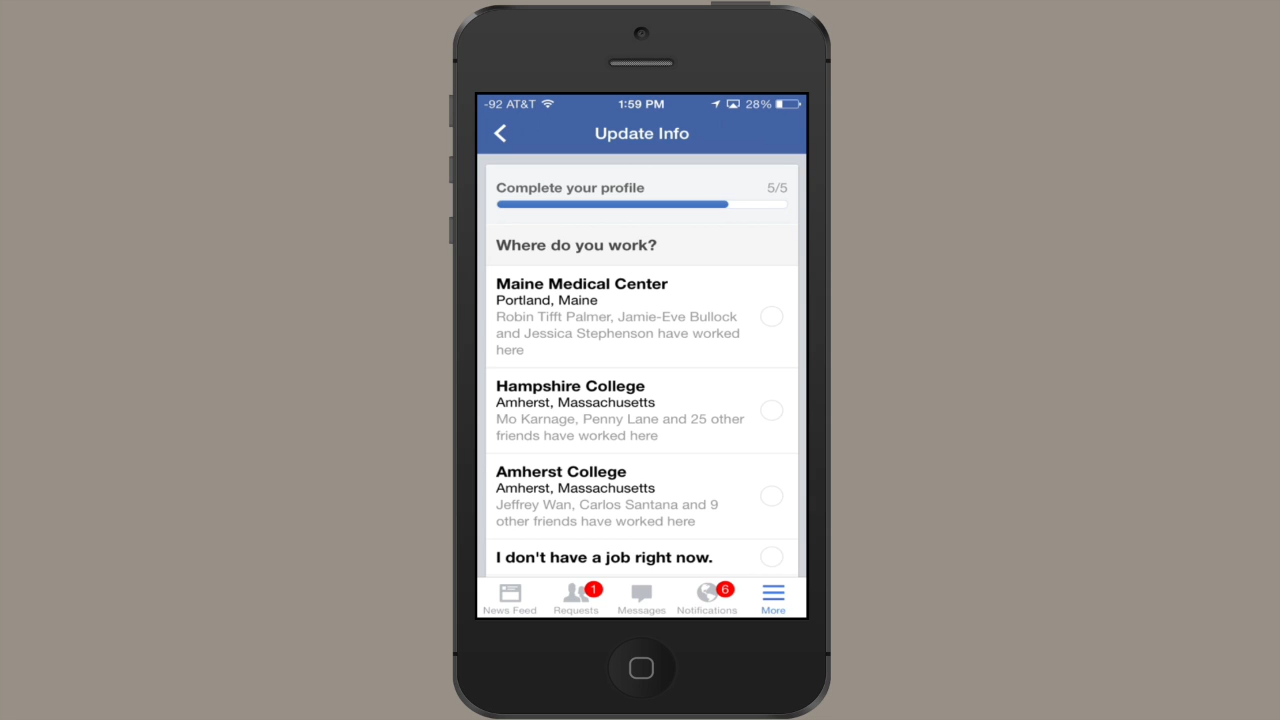 -92 AT&T 1:59 PM 28%
Update Info
Complete your profile 5/5
Where do you work?
Maine Medical Center
Portland, Maine
Robin Tifft Palmer, Jamie-Eve Bullock
and Jessica Stephenson have worked
here
Hampshire College
Amherst, Massachusetts
Mo Karnage, Penny Lane and 25 other
friends have worked here
Amherst College
Amherst, Massachusetts
Jeffrey Wan, Carlos Santana and 9
other friends have worked here
I don't have a job right now.
1 6
News Feed Requests Messages Notifications More